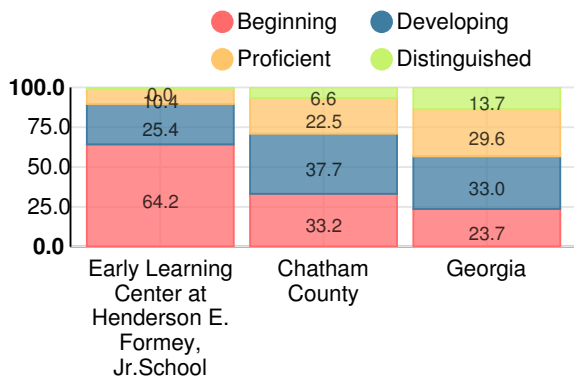 Beginning Developing
Proficient Distinguished
100.0
75.0
50.0
25.0
0.0
0.0
10.4
25.4
64.2
6.6
22.5
37.7
33.2
13.7
29.6
33.0
23.7
Early Learning
Center at
Henderson E.
Formey,
Jr.School
Chatham
County
Georgia